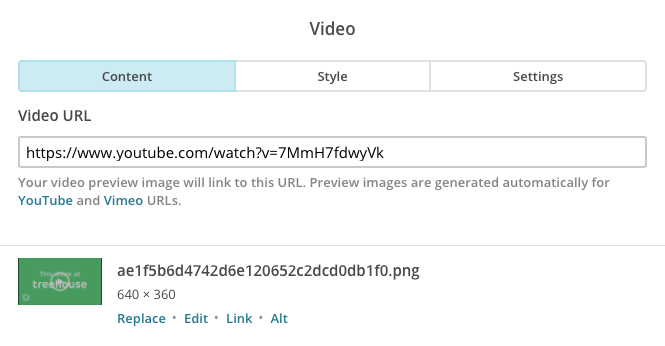 Video
Content
Style
Settings
Video URL
https://www.youtube.com/watch?v=7MmH7fdwyVk
Your video preview image will link to this URL. Preview images are generated automatically for
YouTube and Vimeo URLs.
This week at
treehouse
ae1f5b6d4742d6e120652c2dcd0db1f0.png
640 × 360
Replace • Edit • Link • Alt